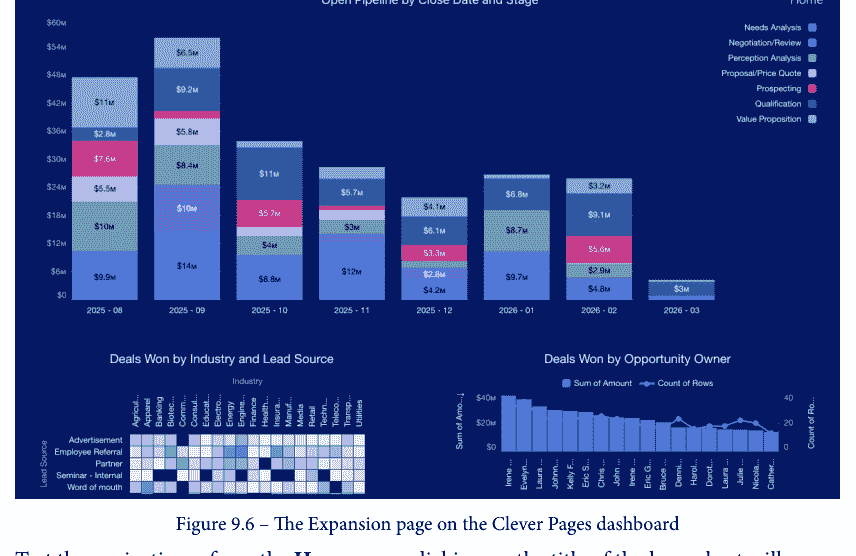 Open Pipeline by Close Date and Stage
Home
$60M
$54M
$48M
$42M
$36M
$30M
$24M
$18M
$12M
$6M
$0
Needs Analysis
Negotiation/Review
Perception Analysis
Proposal/Price Quote
Prospecting
Qualification
Value Proposition
$11M
$2.8M
$7.6M
$5.5M
$10M
$9.9M
$6.5M
$9.2M
$5.8M
$8.4M
$10M
$14M
$11M
$5.7M
$4M
$5.7M
$3M
$12M
$4.1M
$6.1M
$3.3M
$2.8M
$4.2M
$6.8M
$8.7M
$9.7M
$3.2M
$9.1M
$5.6M
$2.9M
$4.8M
$3M
2025 - 08 2025 - 09 2025 - 10 2025 - 11 2025 - 12 2026 - 01 2026 - 02 2026 - 03
Deals Won by Industry and Lead Source
Industry
Agricul... Apparel Banking Biotec... Comm... Consul... Educat... Electro... Energy Engine... Finance Health... Insura... Manuf... Media Retail Techn... Teleco... Transp... Utilities
Lead Source
Advertisement
Employee Referral
Partner
Seminar - Internal
Word of mouth
Deals Won by Opportunity Owner
Sum of Amount Count of Rows
Sum of Amo...
$40M
$20M
$0
40
20
0
Count of Ro...
Irene ... Evelyn... Laura ... Johnn... Kelly F... Eric S... Chris ... John ... Irene ... Eric G... Bruce ... Denni... Harol... Dorot... Laura ... Julie ... Nicola... Cather...
Figure 9.6 – The Expansion page on the Clever Pages dashboard